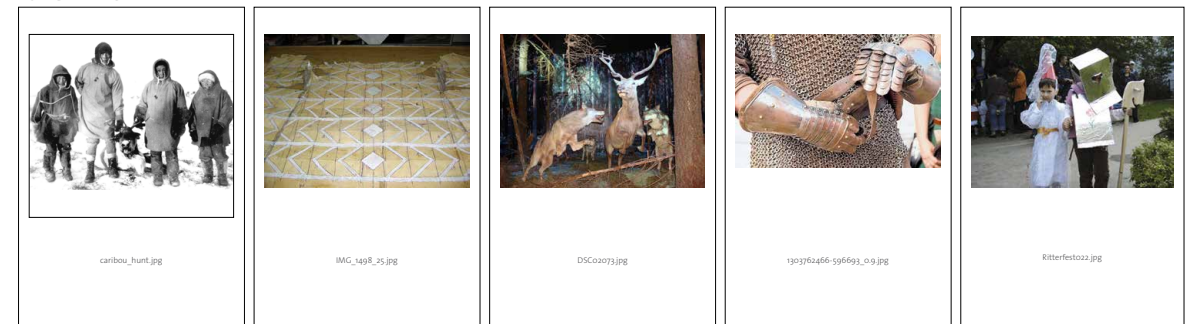 caribou_hunt.jpg
IMG_1498_25.jpg
DSC02073.jpg
1303762466-596693_0.9.jpg
Ritterfest022.jpg